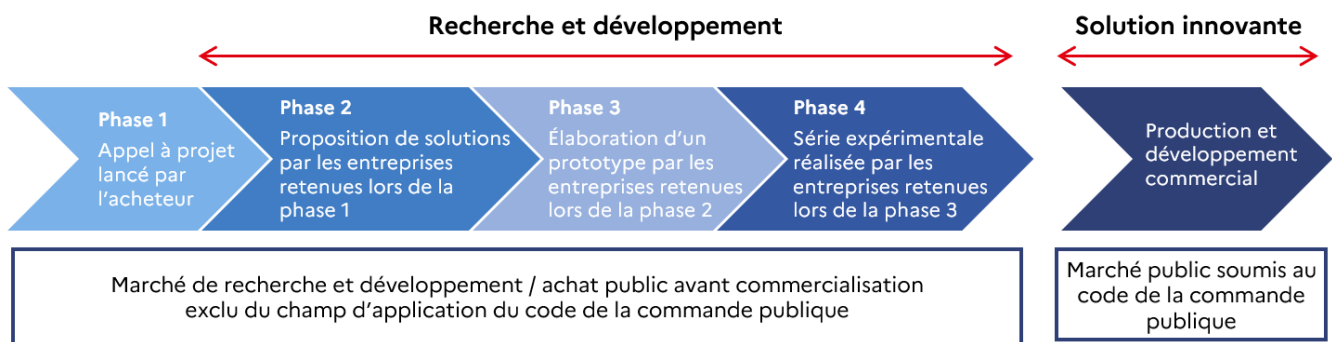 Recherche et développement
Solution innovante
Phase 1
Appel à projet
lancé par
l'acheteur
Phase 2
Proposition de solutions
par les entreprises
retenues lors de la
phase 1
Phase 3
Élaboration d'un
prototype par les
entreprises retenues
lors de la phase 2
Phase 4
Série expérimentale
réalisée par les
entreprises retenues
lors de la phase 3
Production et
développement
commercial
Marché de recherche et développement / achat public avant commercialisation
exclu du champ d'application du code de la commande publique
Marché public soumis au
code de la commande
publique